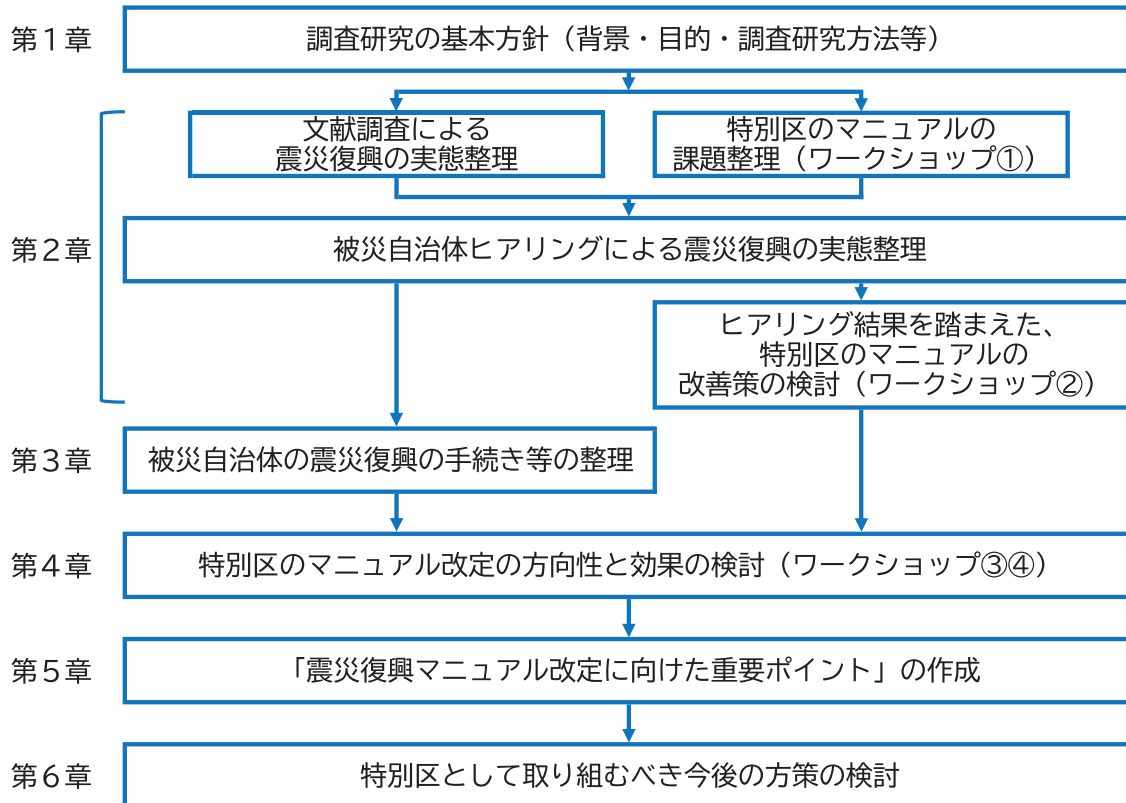 第１章
調査研究の基本方針（背景・目的・調査研究方法等）
文献調査による
震災復興の実態整理
特別区のマニュアルの
課題整理（ワークショップ①）
第２章
被災自治体ヒアリングによる震災復興の実態整理
ヒアリング結果を踏まえた、
特別区のマニュアルの
改善策の検討（ワークショップ②）
第３章
被災自治体の震災復興の手続き等の整理
第４章
特別区のマニュアル改定の方向性と効果の検討（ワークショップ③④）
第５章
「震災復興マニュアル改定に向けた重要ポイント」の作成
第６章
特別区として取り組むべき今後の方策の検討